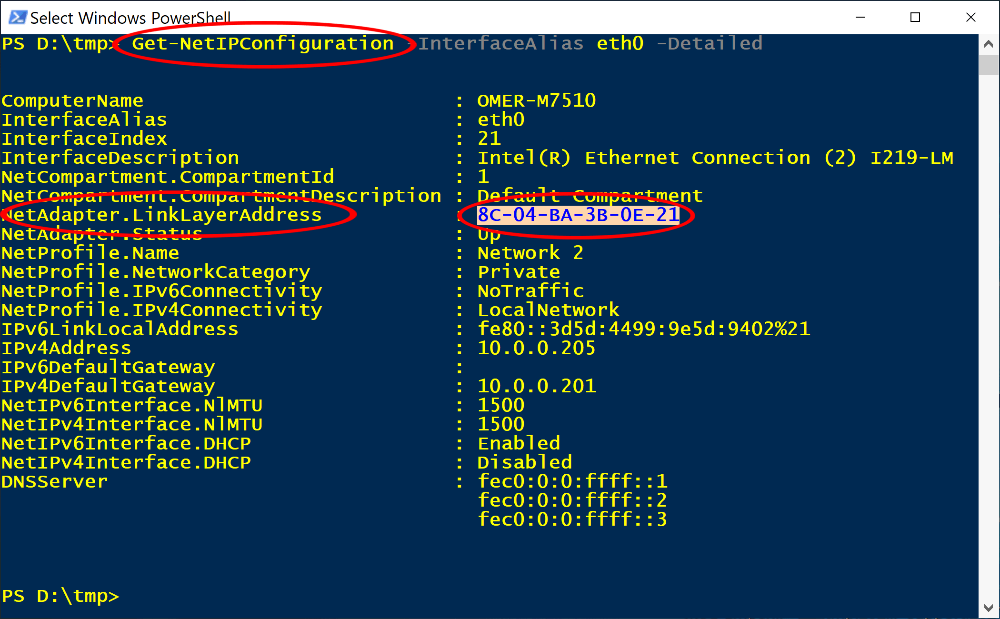 Select Windows PowerShell
PS D:\tmp> Get-NetIPConfiguration -InterfaceAlias eth0 -Detailed
ComputerName : OMER-M7510
InterfaceAlias : eth0
InterfaceIndex : 21
InterfaceDescription : Intel(R) Ethernet Connection (2) I219-LM
NetCompartment.CompartmentId : 1
NetCompartment.CompartmentDescription : Default Compartment
NetAdapter.LinkLayerAddress : 8C-04-BA-3B-0E-21
NetAdapter.Status : Up
NetProfile.Name : Network 2
NetProfile.NetworkCategory : Private
NetProfile.IPv6Connectivity : NoTraffic
NetProfile.IPv4Connectivity : LocalNetwork
IPv6LinkLocalAddress : fe80::3d5d:4499:9e5d:9402%21
IPv4Address : 10.0.0.205
IPv6DefaultGateway :
IPv4DefaultGateway : 10.0.0.201
NetIPv6Interface.NlMTU : 1500
NetIPv4Interface.NlMTU : 1500
NetIPv6Interface.DHCP : Enabled
NetIPv4Interface.DHCP : Disabled
DNSServer : fec0:0:0:ffff::1
fec0:0:0:ffff::2
fec0:0:0:ffff::3
PS D:\tmp>